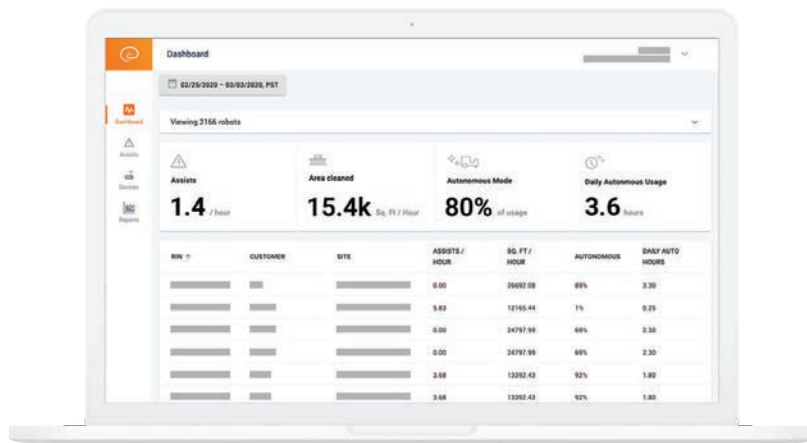 Dashboard
02/25/2020 - 03/03/2020, PST
Viewing 2166 robots
Dashboard
Assists
Devices
Reports
Assists
1.4 / hour
Area cleaned
15.4k Sq. Ft / Hour
Autonomous Mode
80% of usage
Daily Autonmous Usage
3.6 hours
RIN ↑ CUSTOMER SITE ASSISTS / HOUR SQ. FT / HOUR AUTONOMOUS DAILY AUTO HOURS
0.00 26692.08 89% 3.30
5.83 12165.44 1% 0.25
0.00 24797.99 69% 2.30
0.00 24797.99 69% 2.30
3.68 13292.43 92% 1.80
3.68 13292.43 92% 1.80